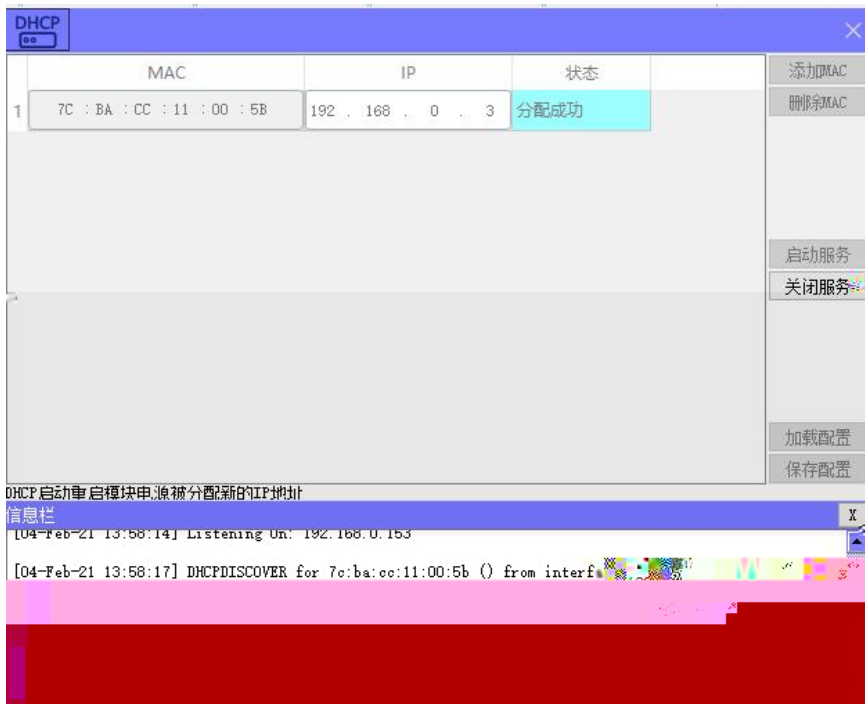 DHCP
MAC IP 状态
添加MAC
1 7C : BA : CC : 11 : 00 : 5B 192 . 168 . 0 . 3 分配成功
删除MAC
启动服务
关闭服务
加载配置
保存配置
DHCP启动重启模块电源被分配新的IP地址
信息栏 X
[04-Feb-21 13:58:14] Listening On: 192.168.0.153
[04-Feb-21 13:58:17] DHCPDISCOVER for 7c:ba:cc:11:00:5b () from